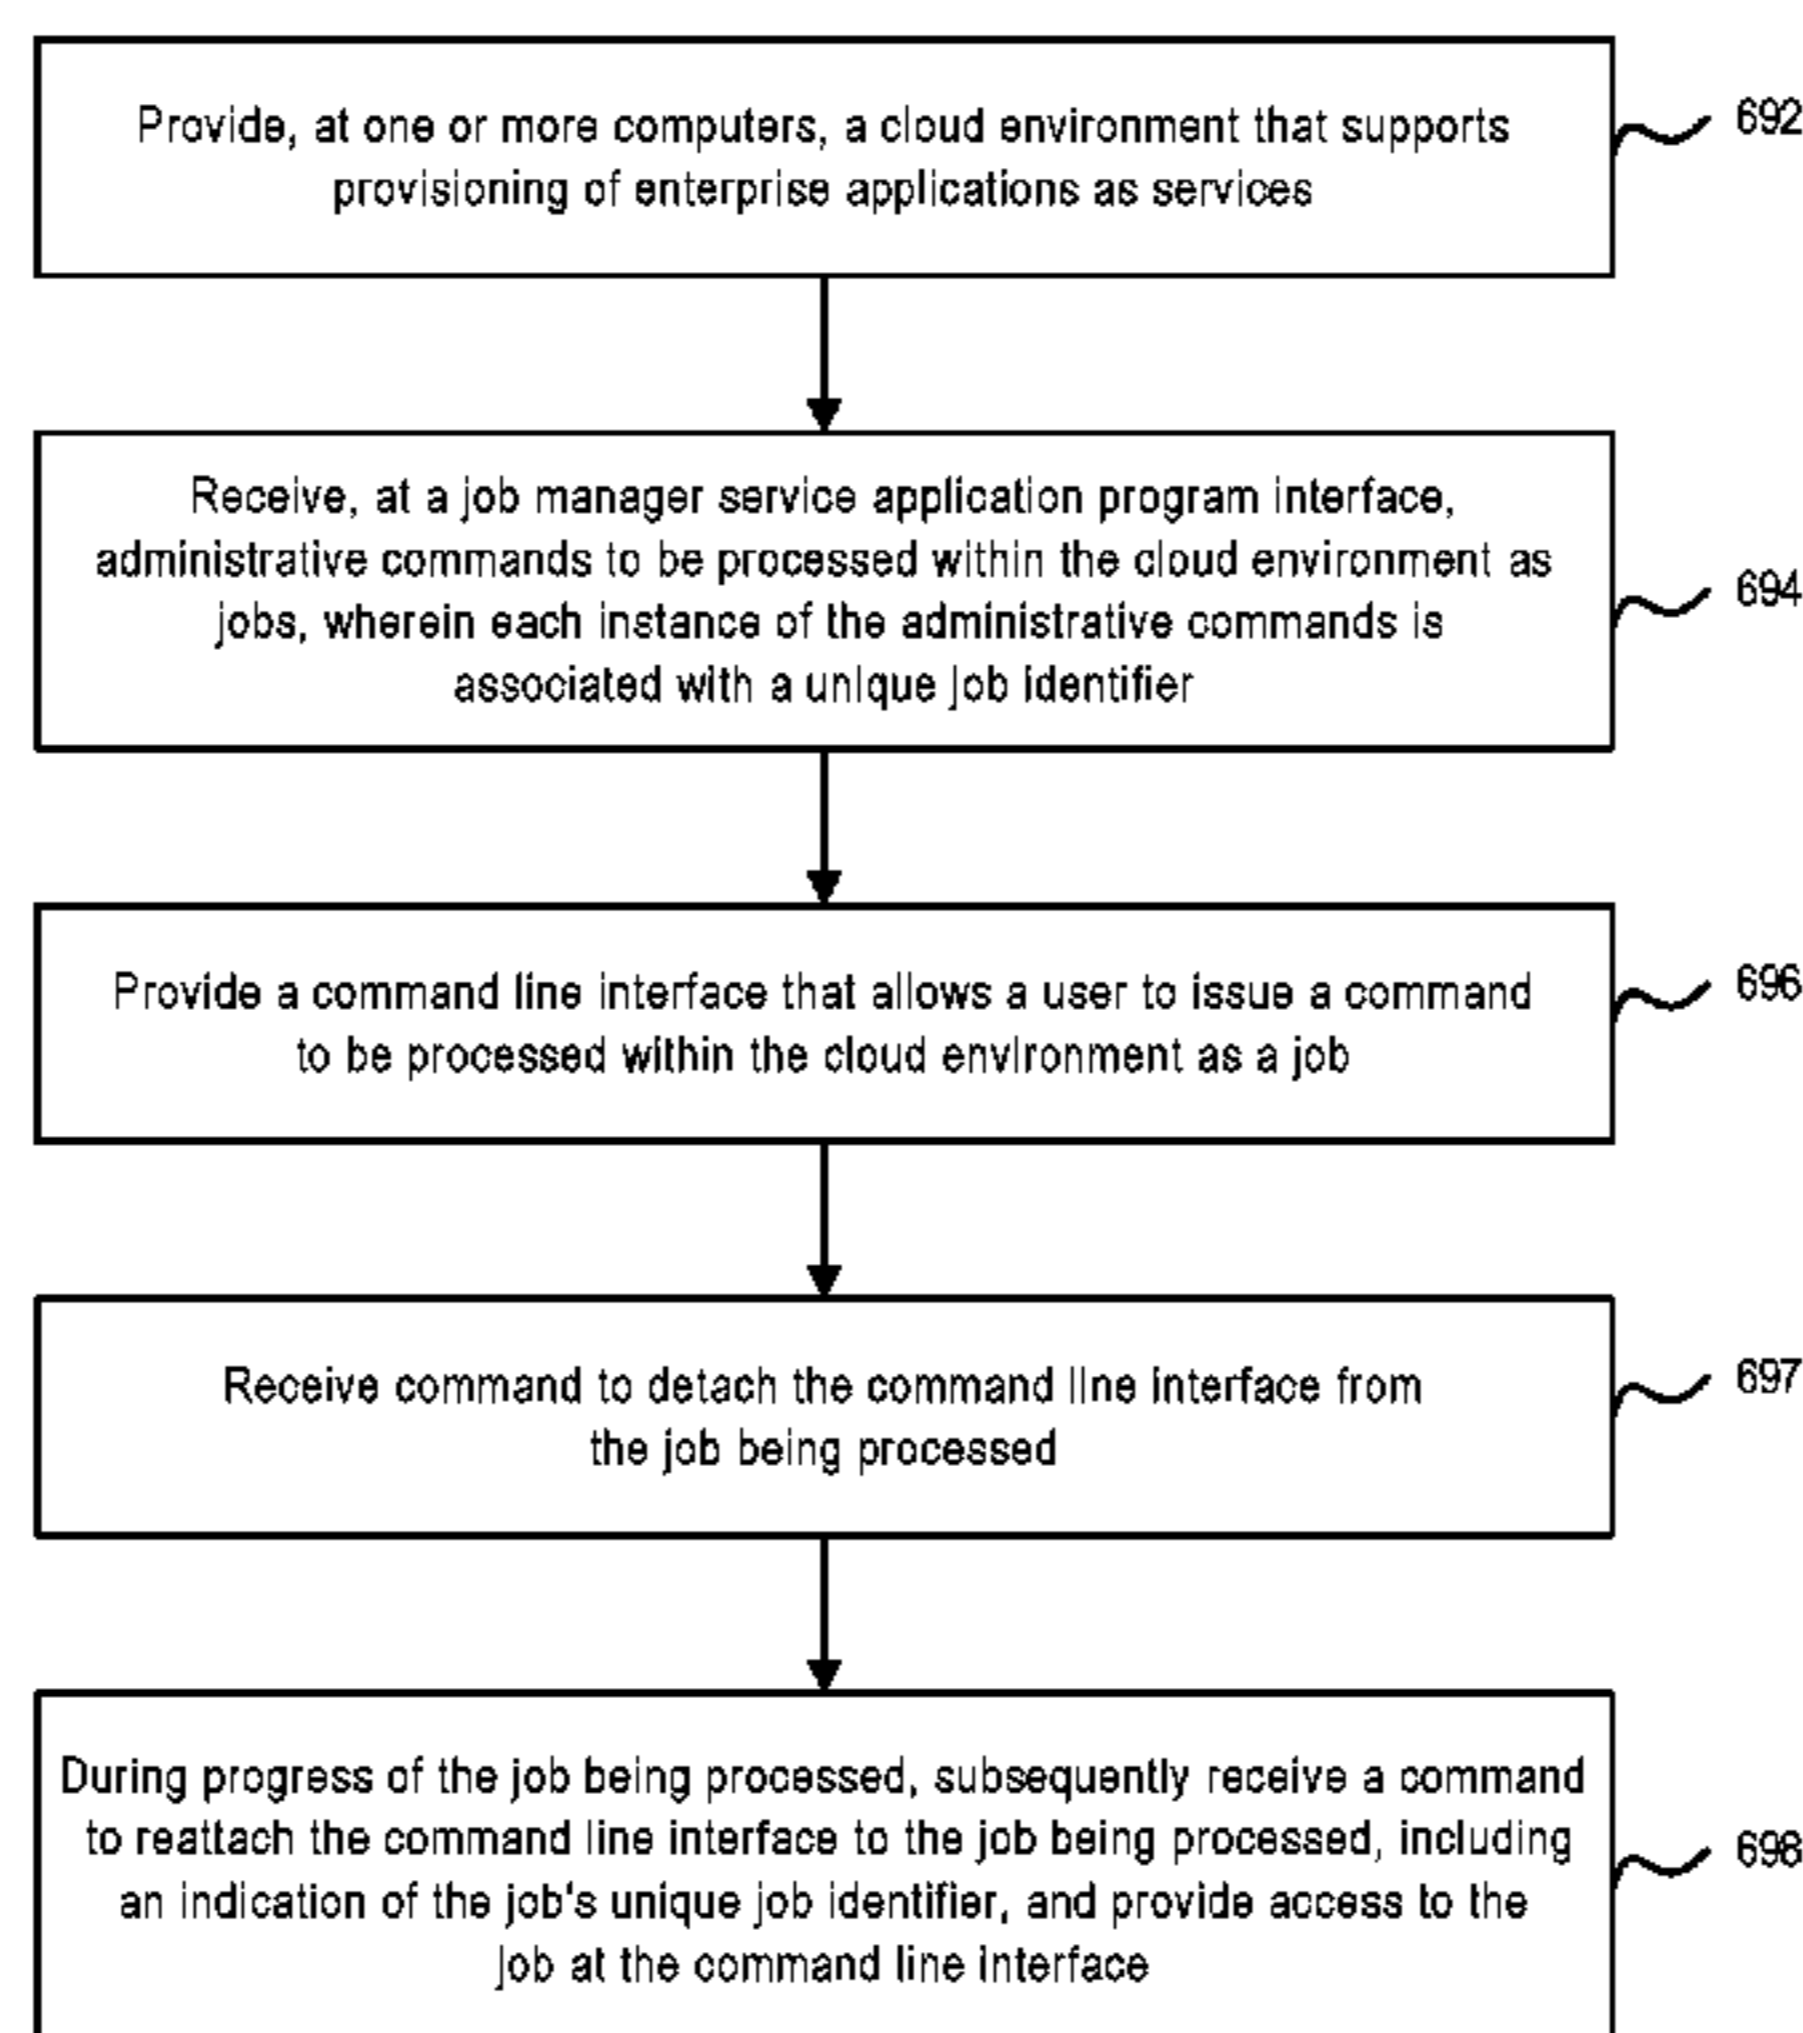 Provide, at one or more computers, a cloud environment that supports
provisioning of enterprise applications as services
692
Receive, at a job manager service application program interface,
administrative commands to be processed within the cloud environment as
jobs, wherein each instance of the administrative commands is
associated with a unique job identifier
694
Provide a command line interface that allows a user to issue a command
to be processed within the cloud environment as a job
696
Receive command to detach the command line interface from
the job being processed
697
During progress of the job being processed, subsequently receive a command
to reattach the command line interface to the job being processed, including
an indication of the job's unique job identifier, and provide access to the
job at the command line interface
698